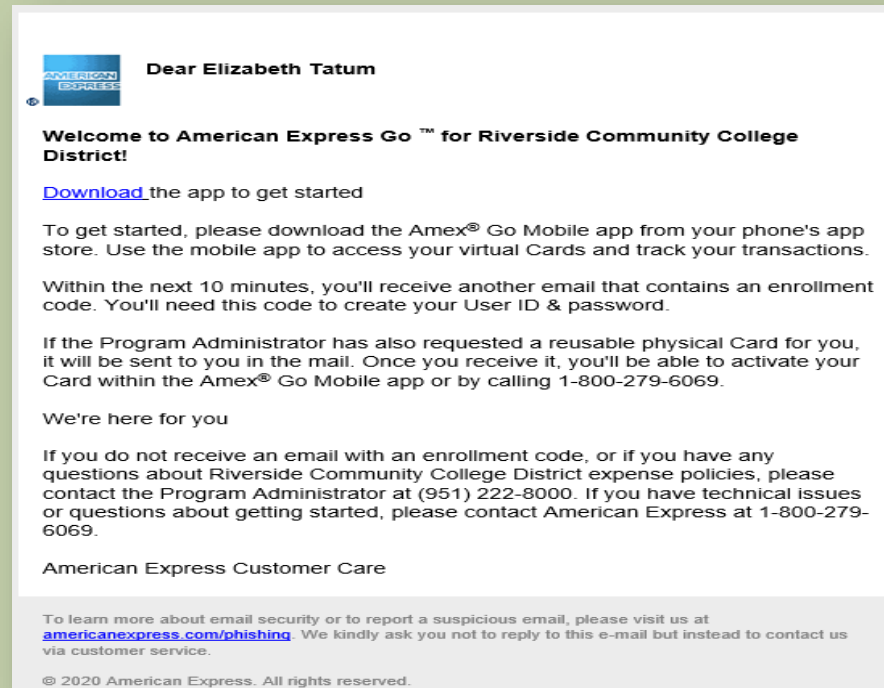 AMERICAN
EXPRESS
®
Dear Elizabeth Tatum
Welcome to American Express Go ™ for Riverside Community College
District!
Download the app to get started
To get started, please download the Amex® Go Mobile app from your phone's app
store. Use the mobile app to access your virtual Cards and track your transactions.
Within the next 10 minutes, you'll receive another email that contains an enrollment
code. You'll need this code to create your User ID & password.
If the Program Administrator has also requested a reusable physical Card for you,
it will be sent to you in the mail. Once you receive it, you'll be able to activate your
Card within the Amex® Go Mobile app or by calling 1-800-279-6069.
We're here for you
If you do not receive an email with an enrollment code, or if you have any
questions about Riverside Community College District expense policies, please
contact the Program Administrator at (951) 222-8000. If you have technical issues
or questions about getting started, please contact American Express at 1-800-279-
6069.
American Express Customer Care
To learn more about email security or to report a suspicious email, please visit us at
americanexpress.com/phishing. We kindly ask you not to reply to this e-mail but instead to contact us
via customer service.
© 2020 American Express. All rights reserved.